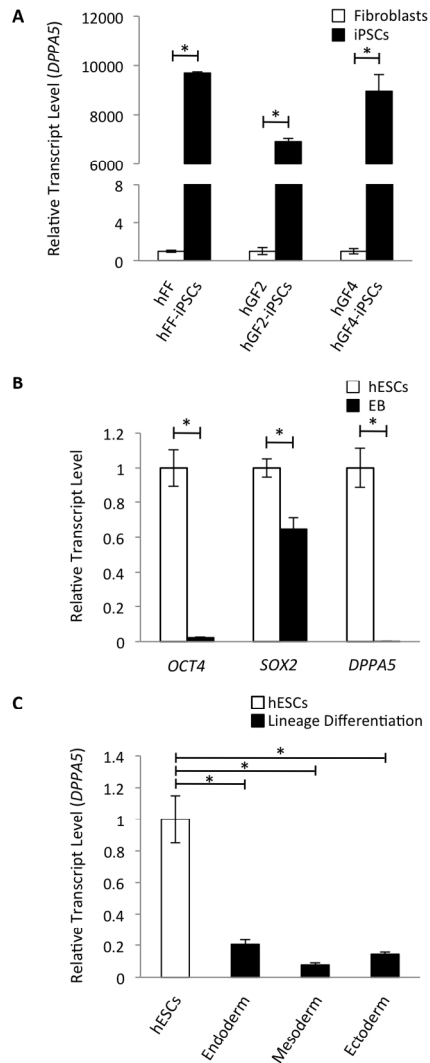 A
Fibroblasts
iPSCs
Relative Transcript Level (DPPA5)
12000
10000
8000
6000
8
4
0
*
*
*
hFF
hFF-iPSCs
hGF2
hGF2-iPSCs
hGF4
hGF4-iPSCs
B
hESCs
EB
Relative Transcript Level
1.2
1
0.8
0.6
0.4
0.2
0
*
*
*
OCT4
SOX2
DPPA5
C
hESCs
Lineage Differentiation
Relative Transcript Level (DPPA5)
1.4
1.2
1
0.8
0.6
0.4
0.2
0
*
*
*
hESCs
Endoderm
Mesoderm
Ectoderm